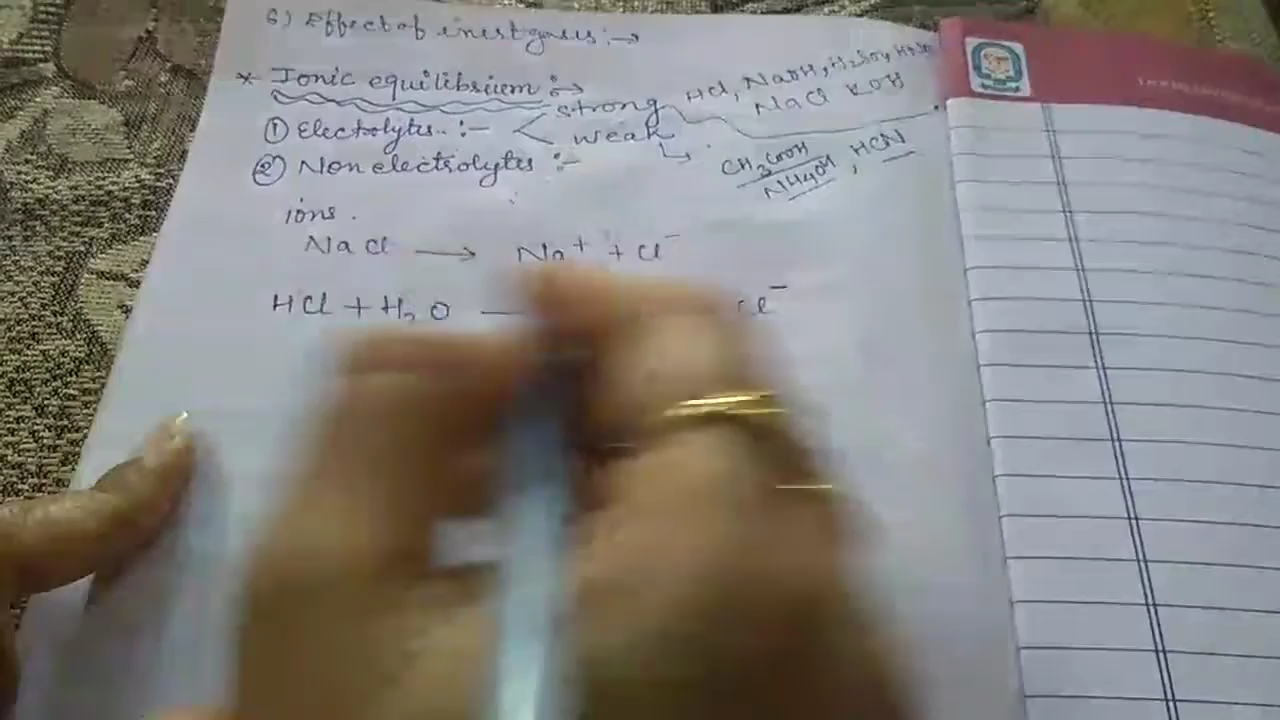 6) Effect of inert gases :→
* Ionic equilibrium :→
① Electrolytes.. :- < strong HCl, NaOH, H2SO4,
NaCl KOH
weak
CH3COOH
NH4OH, HCN
② Non electrolytes :-
ions.
NaCl → Na+ + Cl-
HCl + H2O — Cl-